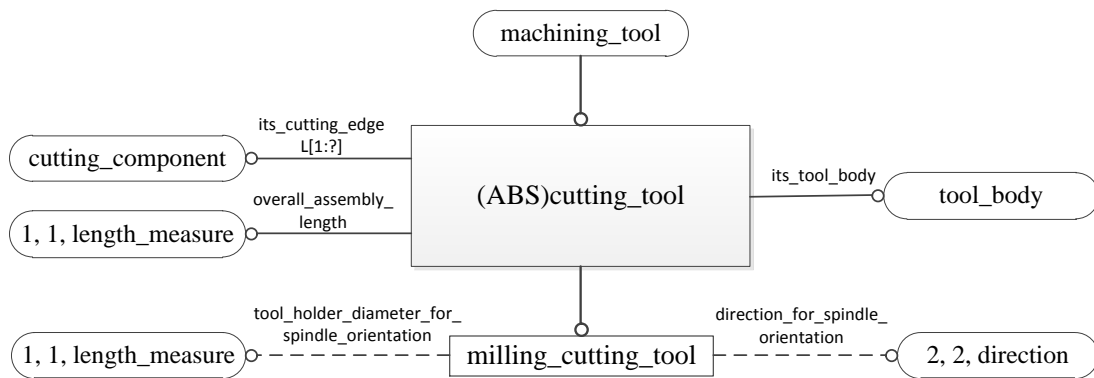 machining_tool
its_cutting_edge
L[1:?]
cutting_component
(ABS)cutting_tool
its_tool_body
tool_body
overall_assembly_
length
1, 1, length_measure
tool_holder_diameter_for_
spindle_orientation
1, 1, length_measure
milling_cutting_tool
direction_for_spindle_
orientation
2, 2, direction